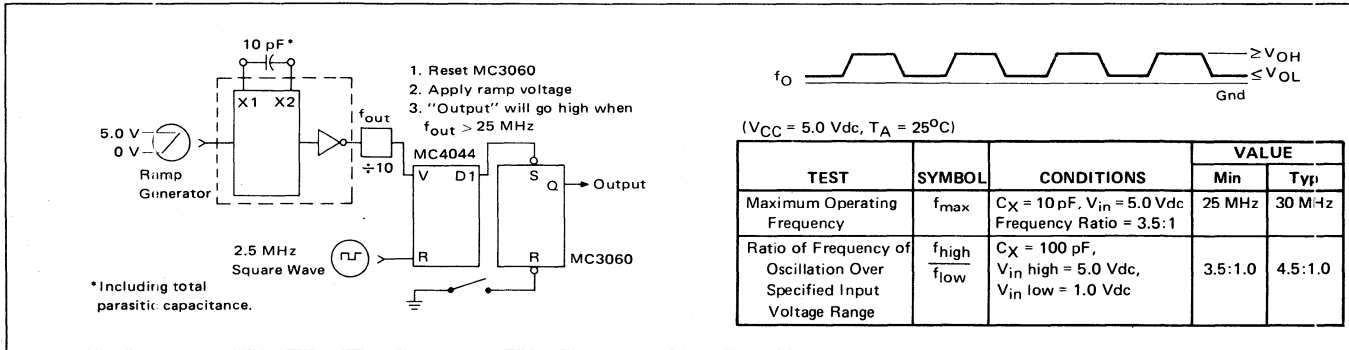 10 pF*
X1 X2
5.0 V
0 V
Ramp
Generator
f_out
÷10
1. Reset MC3060
2. Apply ramp voltage
3. "Output" will go high when
f_out > 25 MHz
MC4044
V D1
R
S
Q
R
Output
MC3060
2.5 MHz
Square Wave
*Including total
parasitic capacitance.
f_O
≥V_OH
≤V_OL
Gnd
(V_CC = 5.0 Vdc, T_A = 25°C)
TEST SYMBOL CONDITIONS VALUE
Min Typ
Maximum Operating f_max C_X = 10 pF, V_in = 5.0 Vdc 25 MHz 30 MHz
Frequency Frequency Ratio = 3.5:1
Ratio of Frequency of f_high C_X = 100 pF,
Oscillation Over f_low V_in high = 5.0 Vdc, 3.5:1.0 4.5:1.0
Specified Input V_in low = 1.0 Vdc
Voltage Range